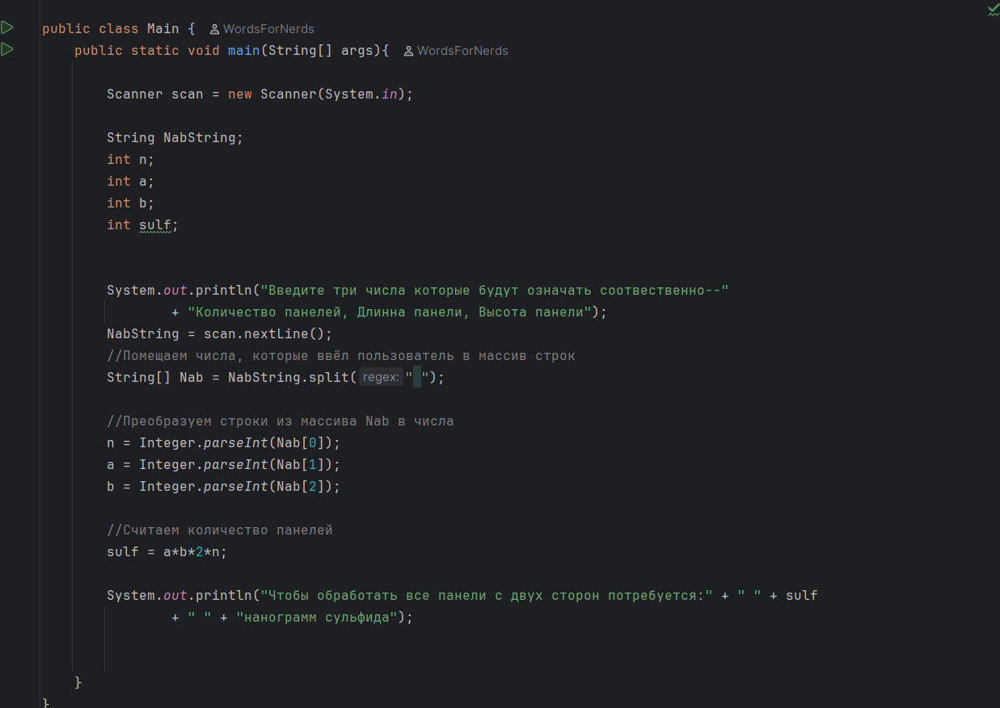 public class Main { WordsForNerds
public static void main(String[] args){ WordsForNerds
Scanner scan = new Scanner(System.in);
String NabString;
int n;
int a;
int b;
int sulf;
System.out.println("Введите три числа которые будут означать соотвественно--"
+ "Количество панелей, Длинна панели, Высота панели");
NabString = scan.nextLine();
//Помещаем числа, которые ввёл пользователь в массив строк
String[] Nab = NabString.split( regex: " ");
//Преобразуем строки из массива Nab в числа
n = Integer.parseInt(Nab[0]);
a = Integer.parseInt(Nab[1]);
b = Integer.parseInt(Nab[2]);
//Считаем количество панелей
sulf = a*b*2*n;
System.out.println("Чтобы обработать все панели с двух сторон потребуется:" + " " + sulf
+ " " + "нанограмм сульфида");
}
}